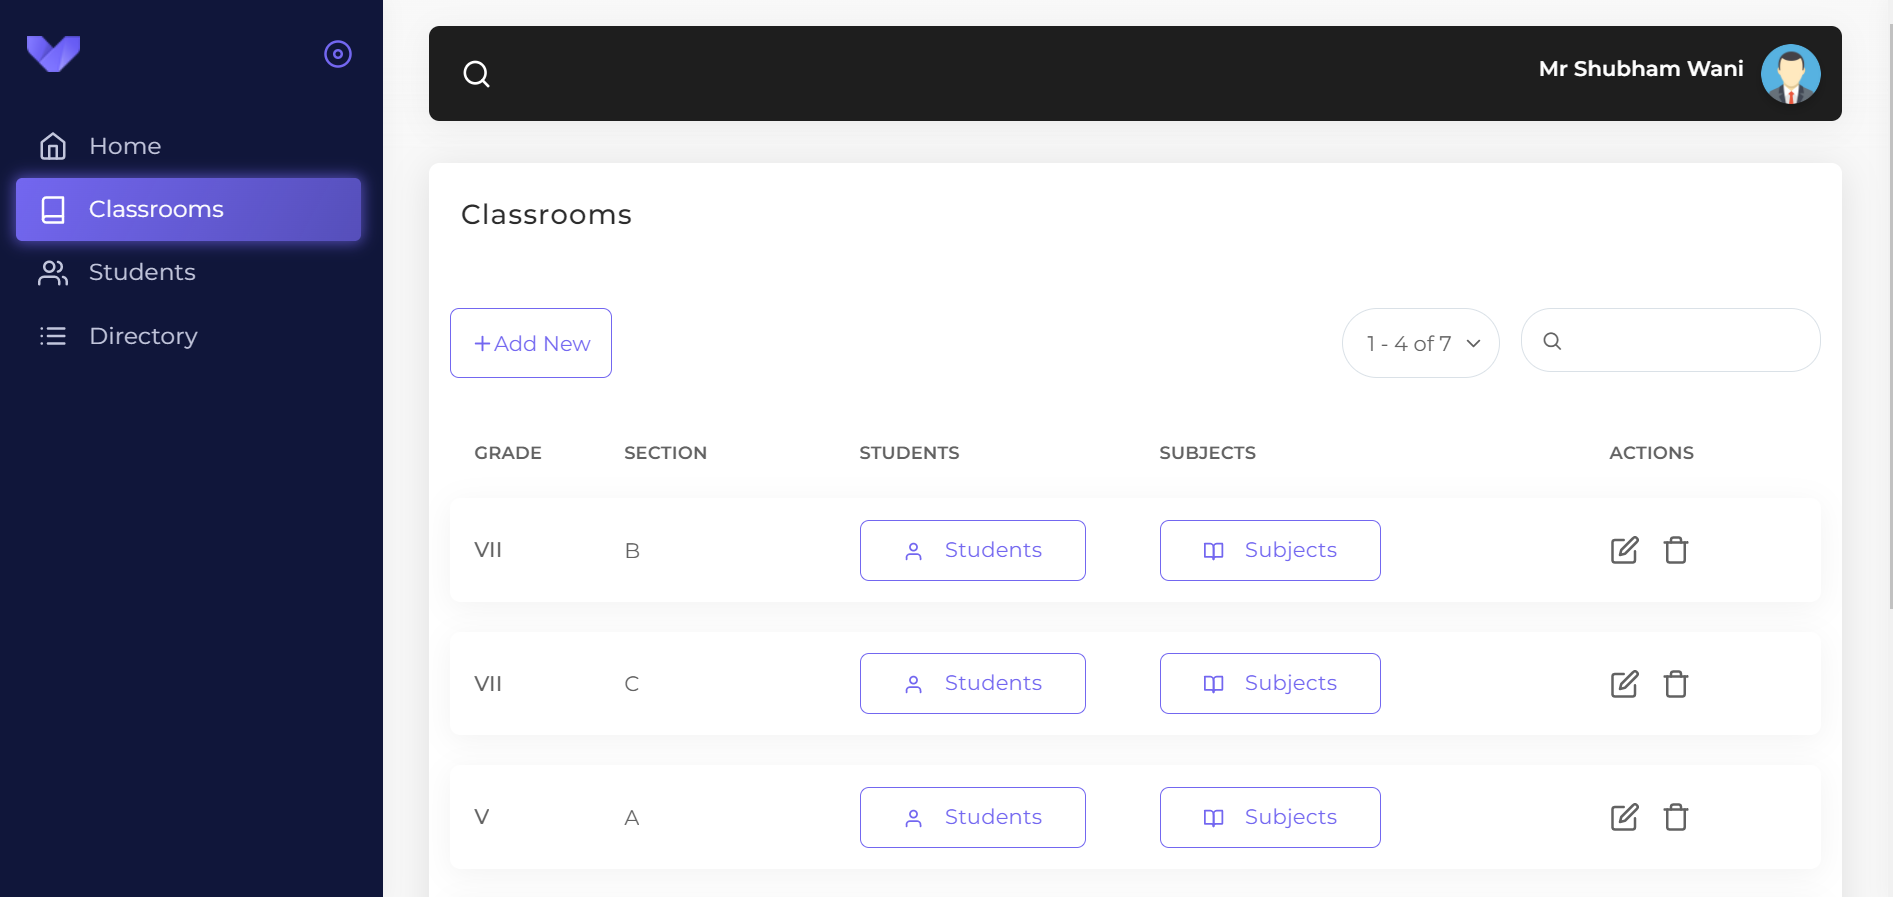 Mr Shubham Wani
Home
Classrooms
Students
Directory
Classrooms
+Add New
1 - 4 of 7
GRADE SECTION STUDENTS SUBJECTS ACTIONS
VII B Students Subjects
VII C Students Subjects
V A Students Subjects